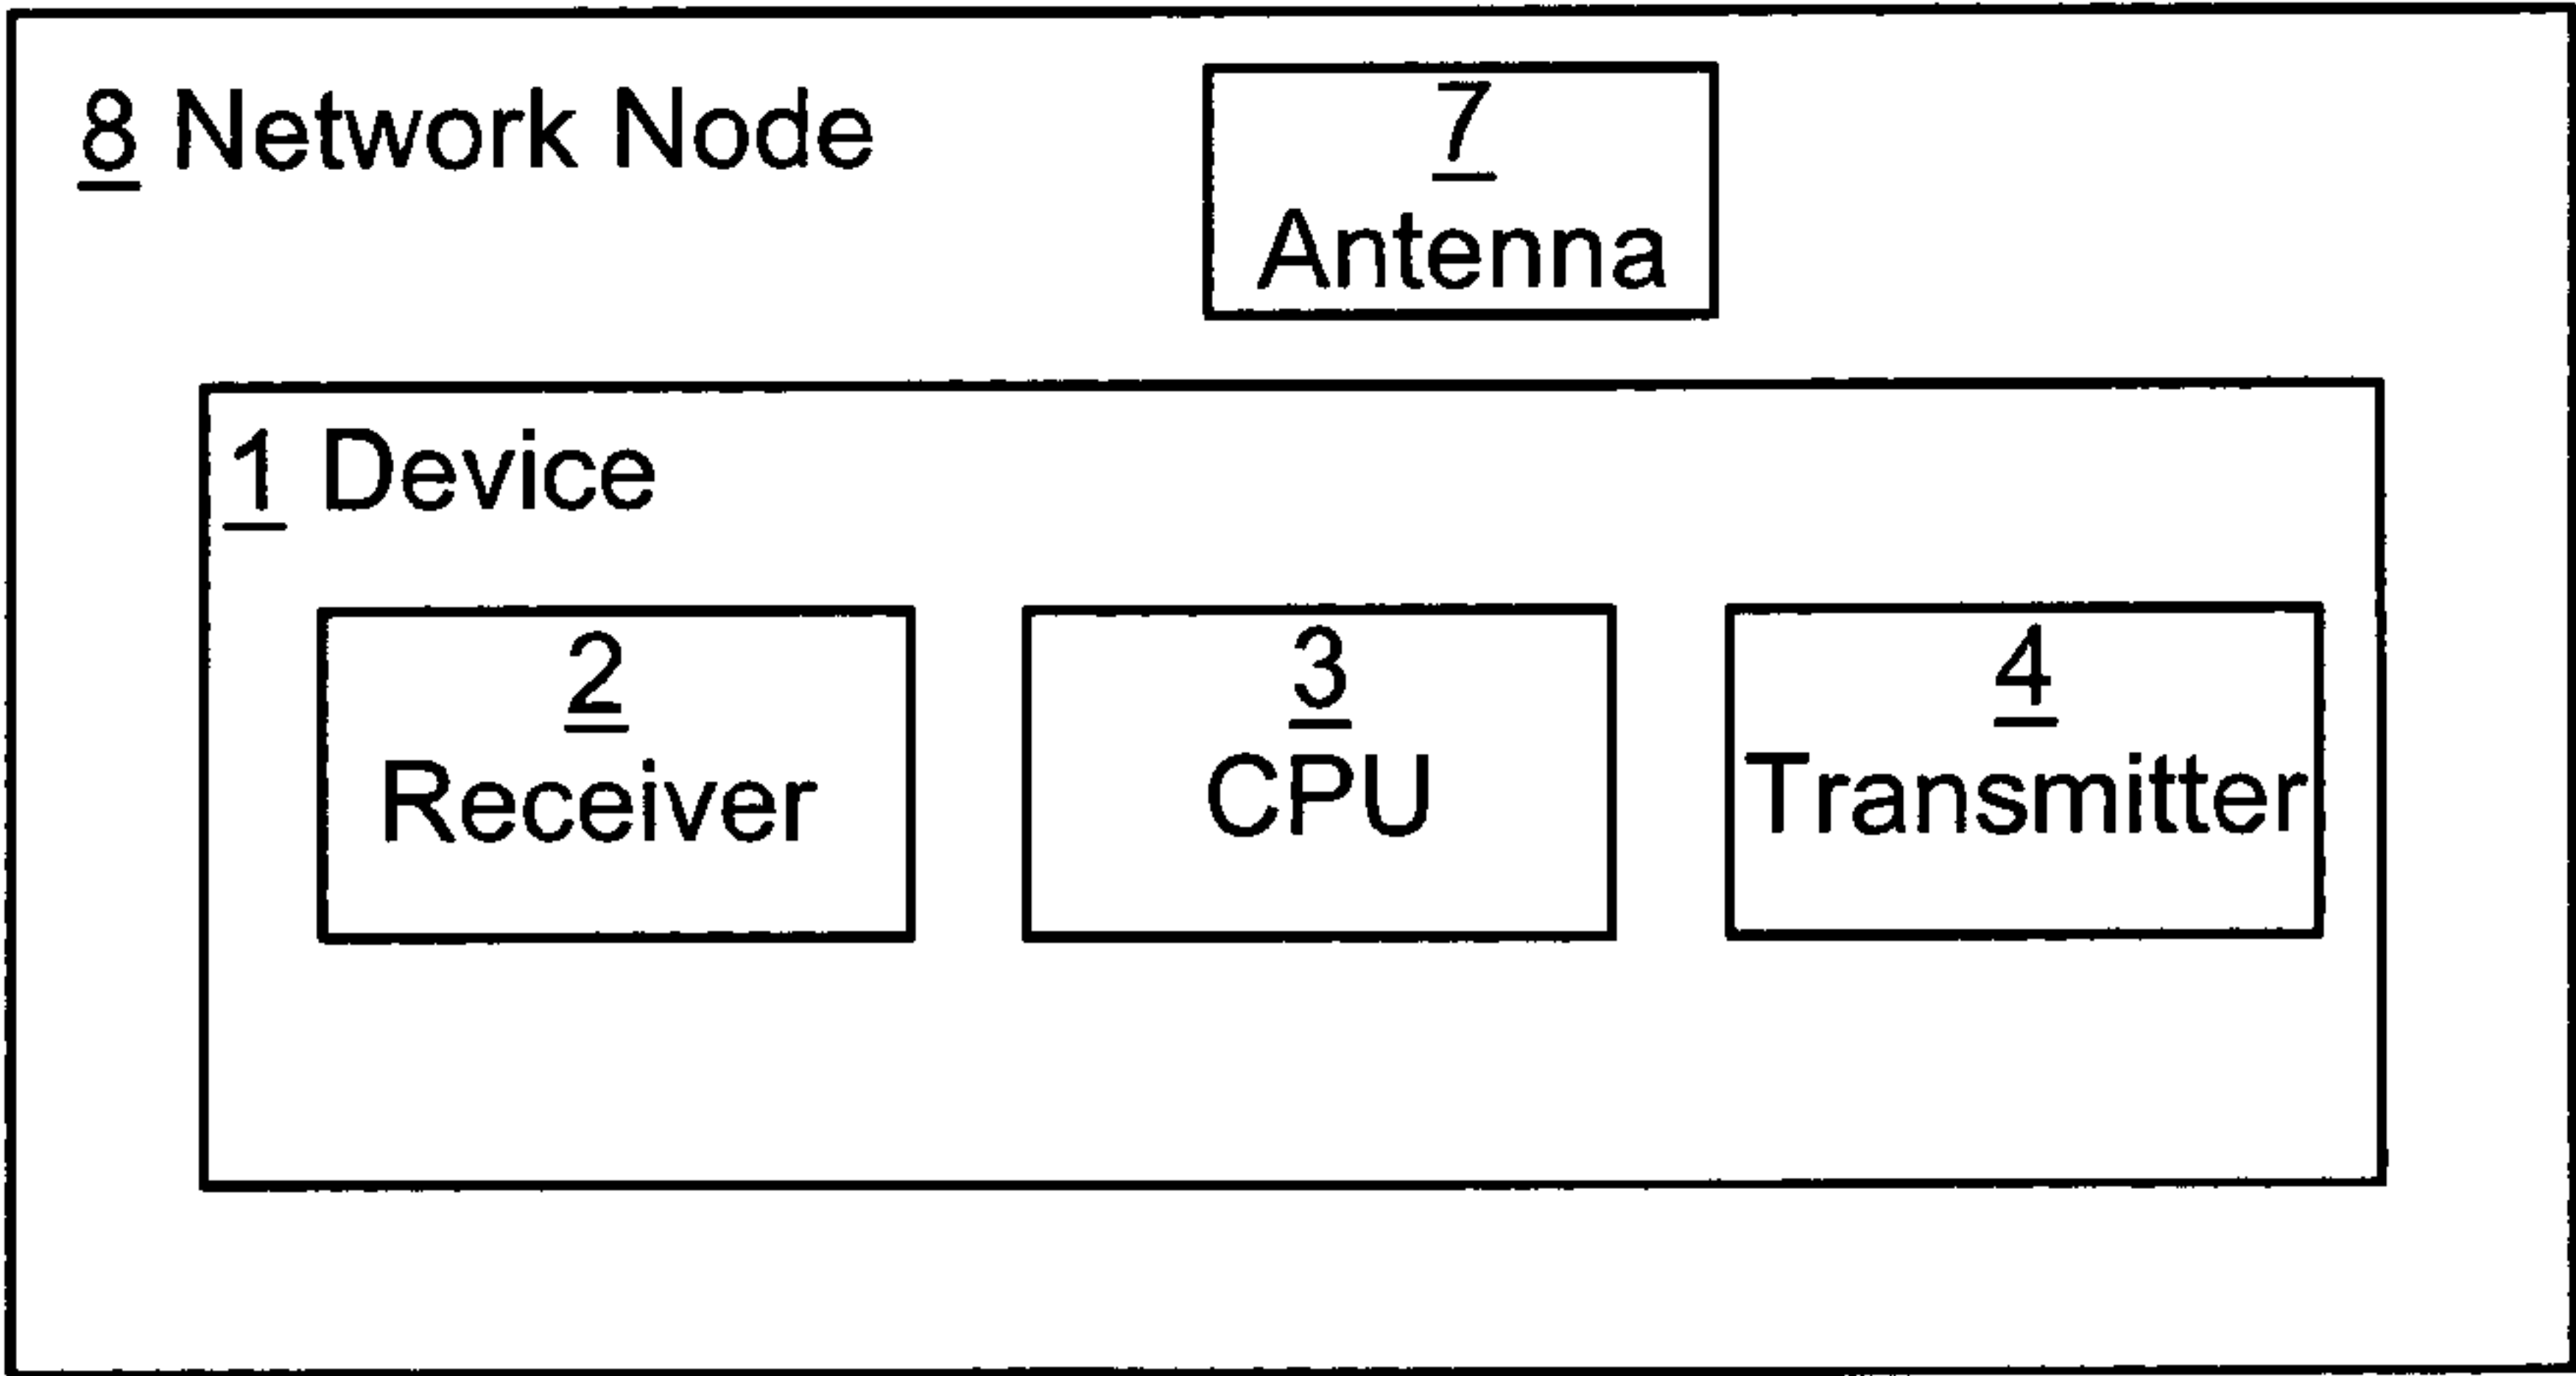 8 Network Node
7
Antenna
1 Device
2
Receiver
3
CPU
4
Transmitter